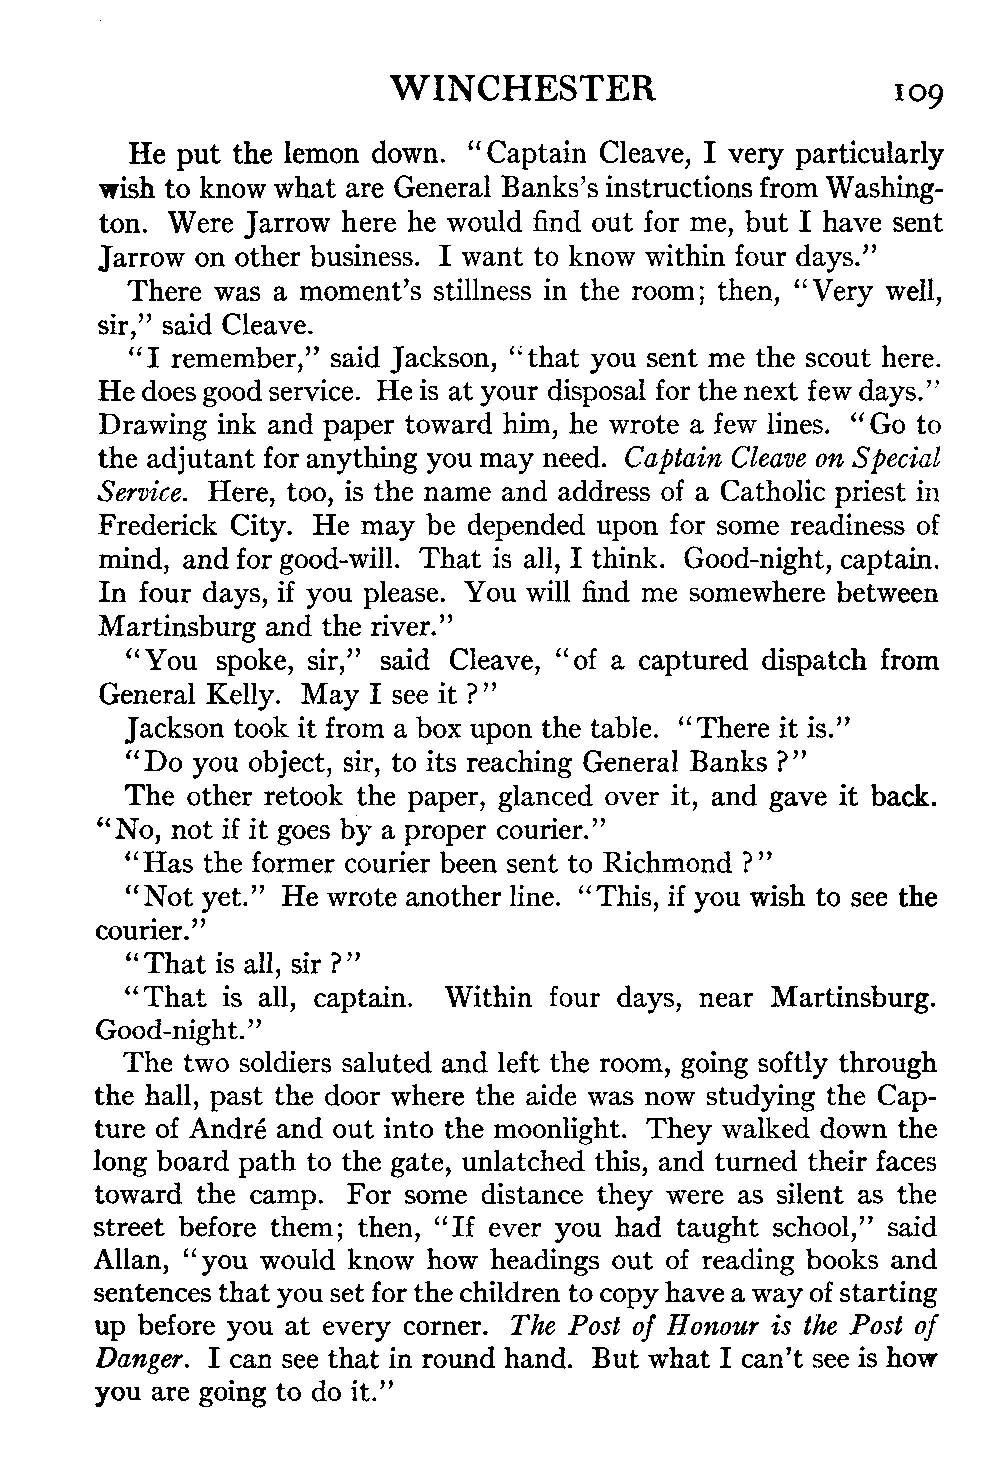 WINCHESTER 109
He put the lemon down. "Captain Cleave, I very particularly
wish to know what are General Banks's instructions from Washing-
ton. Were Jarrow here he would find out for me, but I have sent
Jarrow on other business. I want to know within four days."
There was a moment's stillness in the room; then, "Very well,
sir," said Cleave.
"I remember," said Jackson, "that you sent me the scout here.
He does good service. He is at your disposal for the next few days."
Drawing ink and paper toward him, he wrote a few lines. "Go to
the adjutant for anything you may need. Captain Cleave on Special
Service. Here, too, is the name and address of a Catholic priest in
Frederick City. He may be depended upon for some readiness of
mind, and for good-will. That is all, I think. Good-night, captain.
In four days, if you please. You will find me somewhere between
Martinsburg and the river."
"You spoke, sir," said Cleave, "of a captured dispatch from
General Kelly. May I see it?"
Jackson took it from a box upon the table. "There it is."
"Do you object, sir, to its reaching General Banks?"
The other retook the paper, glanced over it, and gave it back.
"No, not if it goes by a proper courier."
"Has the former courier been sent to Richmond?"
"Not yet." He wrote another line. "This, if you wish to see the
courier."
"That is all, sir?"
"That is all, captain. Within four days, near Martinsburg.
Good-night."
The two soldiers saluted and left the room, going softly through
the hall, past the door where the aide was now studying the Cap-
ture of André and out into the moonlight. They walked down the
long board path to the gate, unlatched this, and turned their faces
toward the camp. For some distance they were as silent as the
street before them; then, "If ever you had taught school," said
Allan, "you would know how headings out of reading books and
sentences that you set for the children to copy have a way of starting
up before you at every corner. The Post of Honour is the Post of
Danger. I can see that in round hand. But what I can't see is how
you are going to do it."